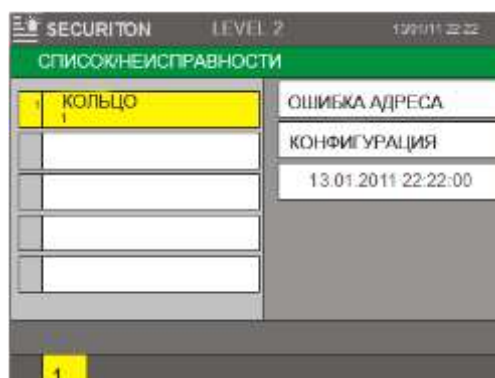 SECURITON LEVEL 2 13/01/11 22:22
СПИСОК/НЕИСПРАВНОСТИ
1 КОЛЬЦО
1
ОШИБКА АДРЕСА
КОНФИГУРАЦИЯ
13.01.2011 22:22:00
1